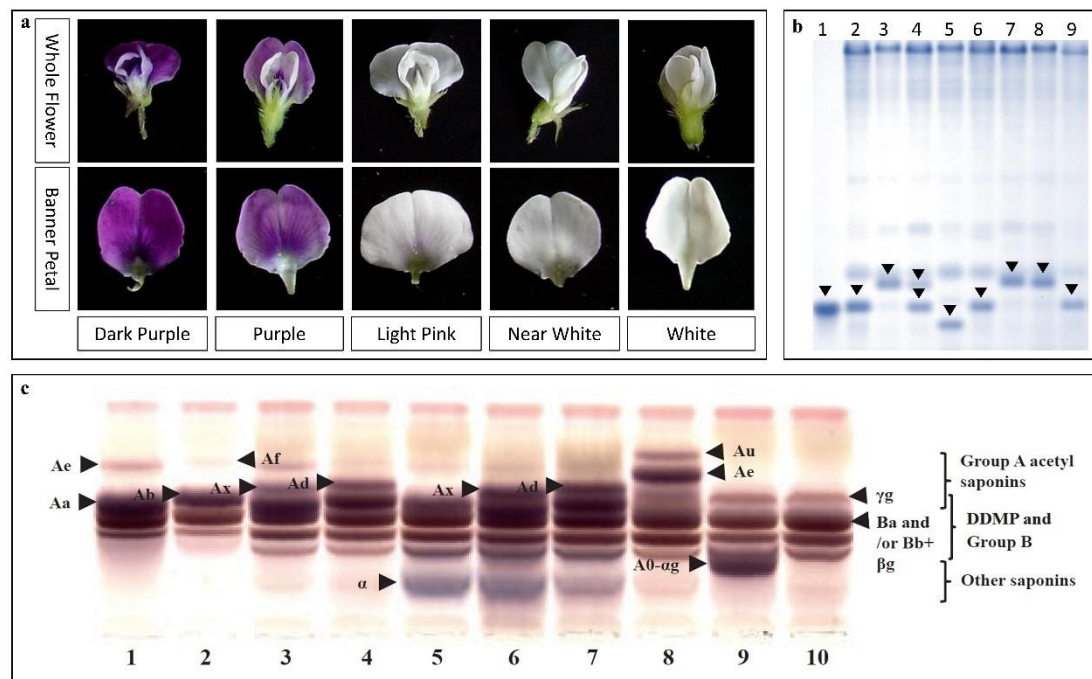 a
Whole Flower
Banner Petal
Dark Purple
Purple
Light Pink
Near White
White
b
1 2 3 4 5 6 7 8 9
c
Ae
Af
Au
Aa
Ab
Ax
Ad
Ax
Ad
Ae
α
A0-αg
γg
Ba and
/or Bb+
βg
Group A acetyl
saponins
DDMP and
Group B
Other saponins
1 2 3 4 5 6 7 8 9 10